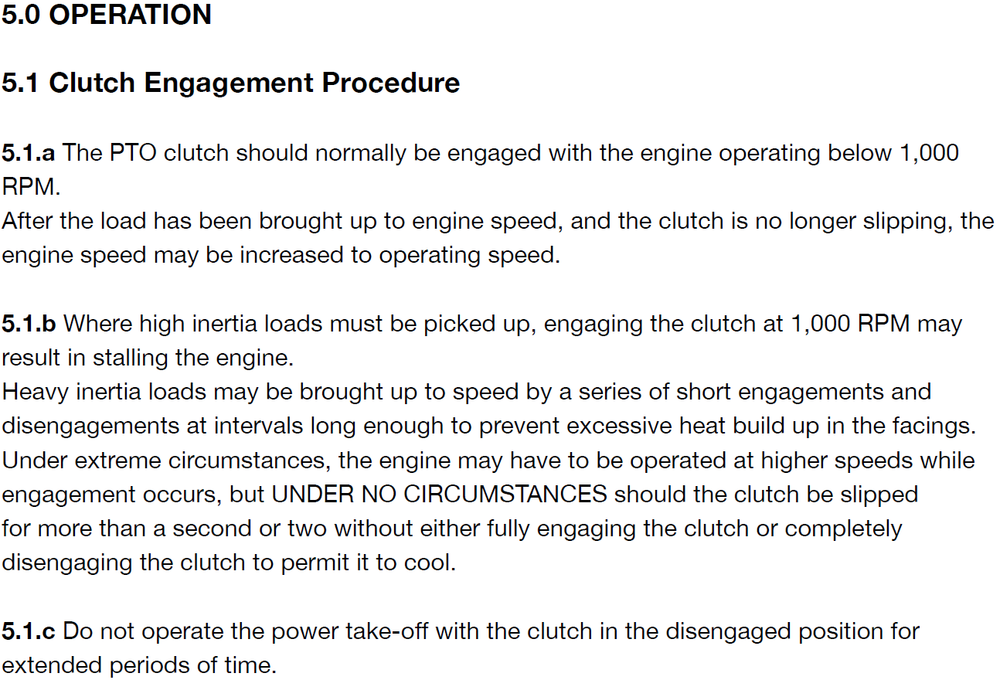 5.0 OPERATION
5.1 Clutch Engagement Procedure
5.1.a The PTO clutch should normally be engaged with the engine operating below 1,000
RPM.
After the load has been brought up to engine speed, and the clutch is no longer slipping, the
engine speed may be increased to operating speed.
5.1.b Where high inertia loads must be picked up, engaging the clutch at 1,000 RPM may
result in stalling the engine.
Heavy inertia loads may be brought up to speed by a series of short engagements and
disengagements at intervals long enough to prevent excessive heat build up in the facings.
Under extreme circumstances, the engine may have to be operated at higher speeds while
engagement occurs, but UNDER NO CIRCUMSTANCES should the clutch be slipped
for more than a second or two without either fully engaging the clutch or completely
disengaging the clutch to permit it to cool.
5.1.c Do not operate the power take-off with the clutch in the disengaged position for
extended periods of time.